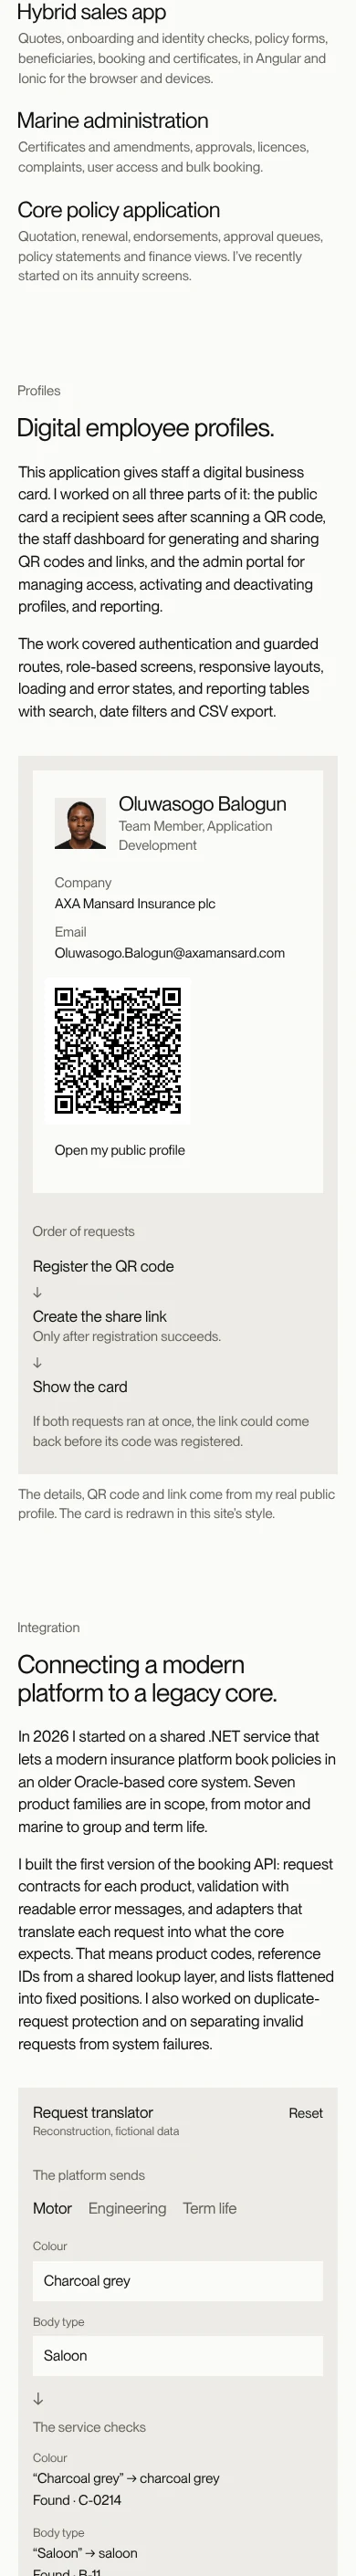 Hybrid sales app
Quotes, onboarding and identity checks, policy forms,
beneficiaries, booking and certificates, in Angular and
Ionic for the browser and devices.
Marine administration
Certificates and amendments, approvals, licences,
complaints, user access and bulk booking.
Core policy application
Quotation, renewal, endorsements, approval queues,
policy statements and finance views. I've recently
started on its annuity screens.
Profiles
Digital employee profiles.
This application gives staff a digital business
card. I worked on all three parts of it: the public
card a recipient sees after scanning a QR code,
the staff dashboard for generating and sharing
QR codes and links, and the admin portal for
managing access, activating and deactivating
profiles, and reporting.
The work covered authentication and guarded
routes, role-based screens, responsive layouts,
loading and error states, and reporting tables
with search, date filters and CSV export.
Oluwasogo Balogun
Team Member, Application
Development
Company
AXA Mansard Insurance plc
Email
Oluwasogo.Balogun@axamansard.com
Open my public profile
Order of requests
Register the QR code
↓
Create the share link
Only after registration succeeds.
↓
Show the card
If both requests ran at once, the link could come
back before its code was registered.
The details, QR code and link come from my real public
profile. The card is redrawn in this site's style.
Integration
Connecting a modern
platform to a legacy core.
In 2026 I started on a shared .NET service that
lets a modern insurance platform book policies in
an older Oracle-based core system. Seven
product families are in scope, from motor and
marine to group and term life.
I built the first version of the booking API: request
contracts for each product, validation with
readable error messages, and adapters that
translate each request into what the core
expects. That means product codes, reference
IDs from a shared lookup layer, and lists flattened
into fixed positions. I also worked on duplicate-
request protection and on separating invalid
requests from system failures.
Request translator
Reset
Reconstruction, fictional data
The platform sends
Motor Engineering Term life
Colour
Charcoal grey
Body type
Saloon
↓
The service checks
Colour
“Charcoal grey” → charcoal grey
Found · C-0214
Body type
“Saloon” → saloon
Found · B-11